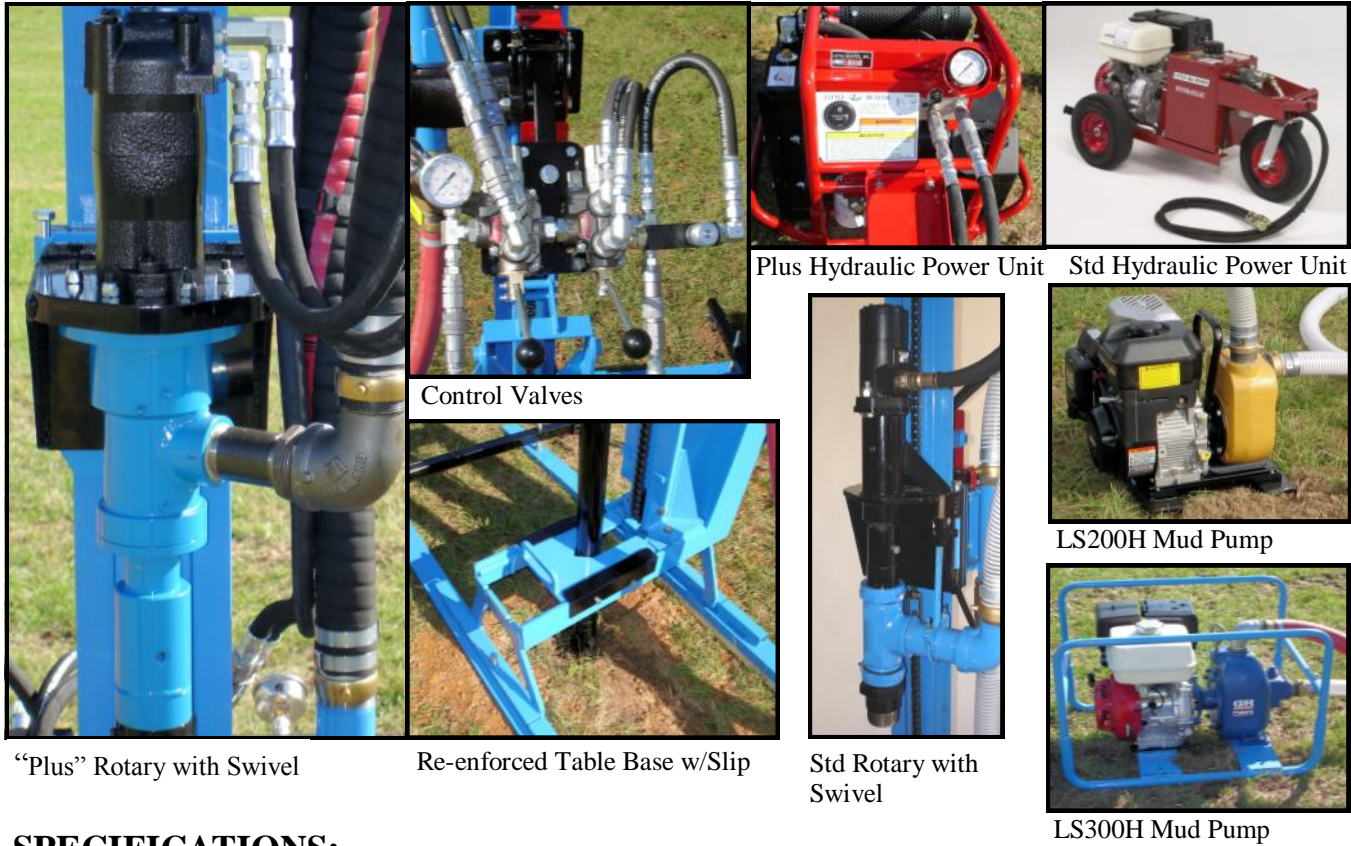 Plus Hydraulic Power Unit
Std Hydraulic Power Unit
Control Valves
LS200H Mud Pump
"Plus" Rotary with Swivel
Re-enforced Table Base w/Slip
Std Rotary with
Swivel
LS300H Mud Pump
SPECIFICATIONS: